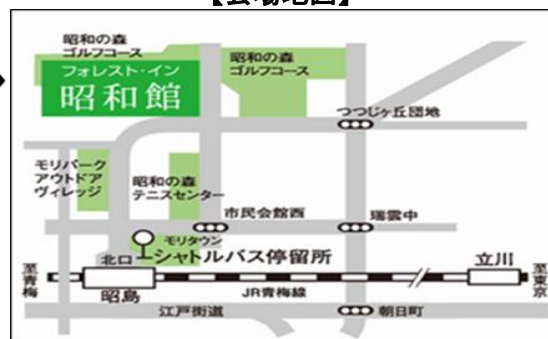 【会場地図】
昭和の森
ゴルフコース
フォレスト・イン
昭和館
昭和の森
ゴルフコース
つつじヶ丘団地
モリパーク
アウトドア
ヴィレッジ
昭和の森
テニスセンター
市民会館西
瑞雲中
モリタウン
北口
シャトルバス停留所
立川
至青梅
至東京
昭島
JR青梅線
江戸街道
朝日町